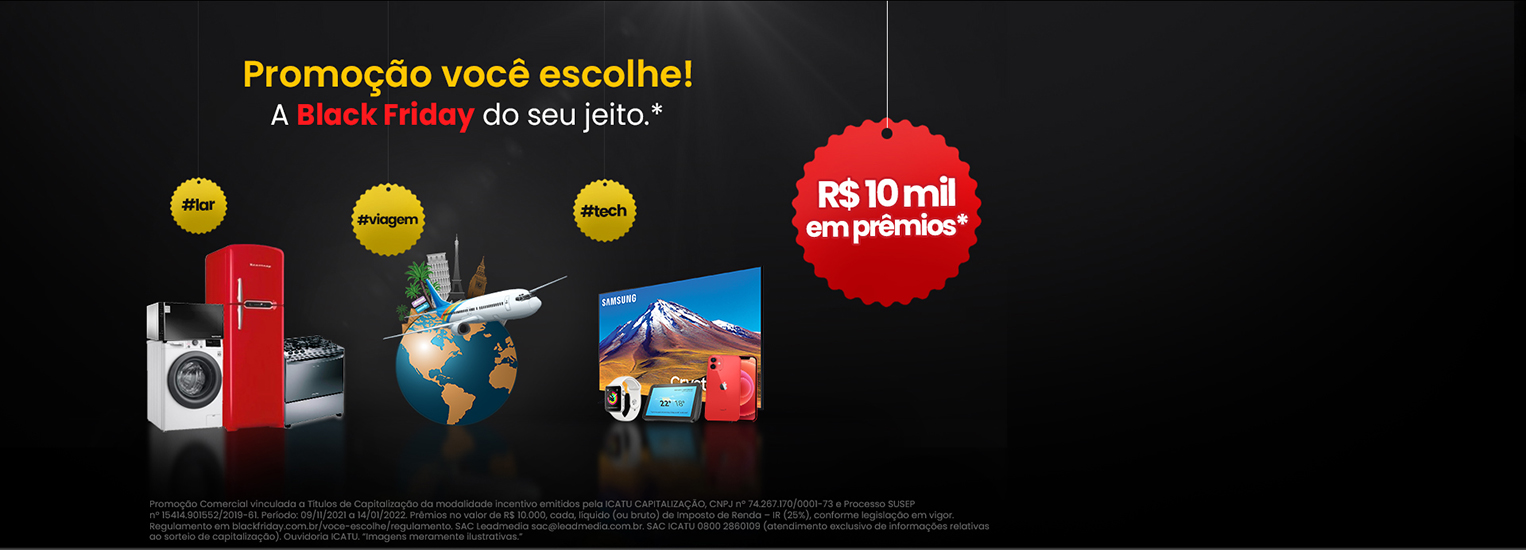 Promoção você escolhe!
A Black Friday do seu jeito.*
#lar
#viagem
#tech
R$ 10 mil
em prêmios*
SAMSUNG
Cryst
22° 18°
Promoção Comercial vinculada a Títulos de Capitalização da modalidade incentivo emitidos pela ICATU CAPITALIZAÇÃO, CNPJ nº 74.267.170/0001-73 e Processo SUSEP
nº 15414.901552/2019-61. Período: 09/11/2021 a 14/01/2022. Prêmios no valor de R$ 10.000, cada, líquido (ou bruto) de Imposto de Renda – IR (25%), conforme legislação em vigor.
Regulamento em blackfriday.com.br/voce-escolhe/regulamento. SAC Leadmedia sac@leadmedia.com.br. SAC ICATU 0800 2860109 (atendimento exclusivo de informações relativas
ao sorteio de capitalização). Ouvidoria ICATU. “Imagens meramente ilustrativas.”